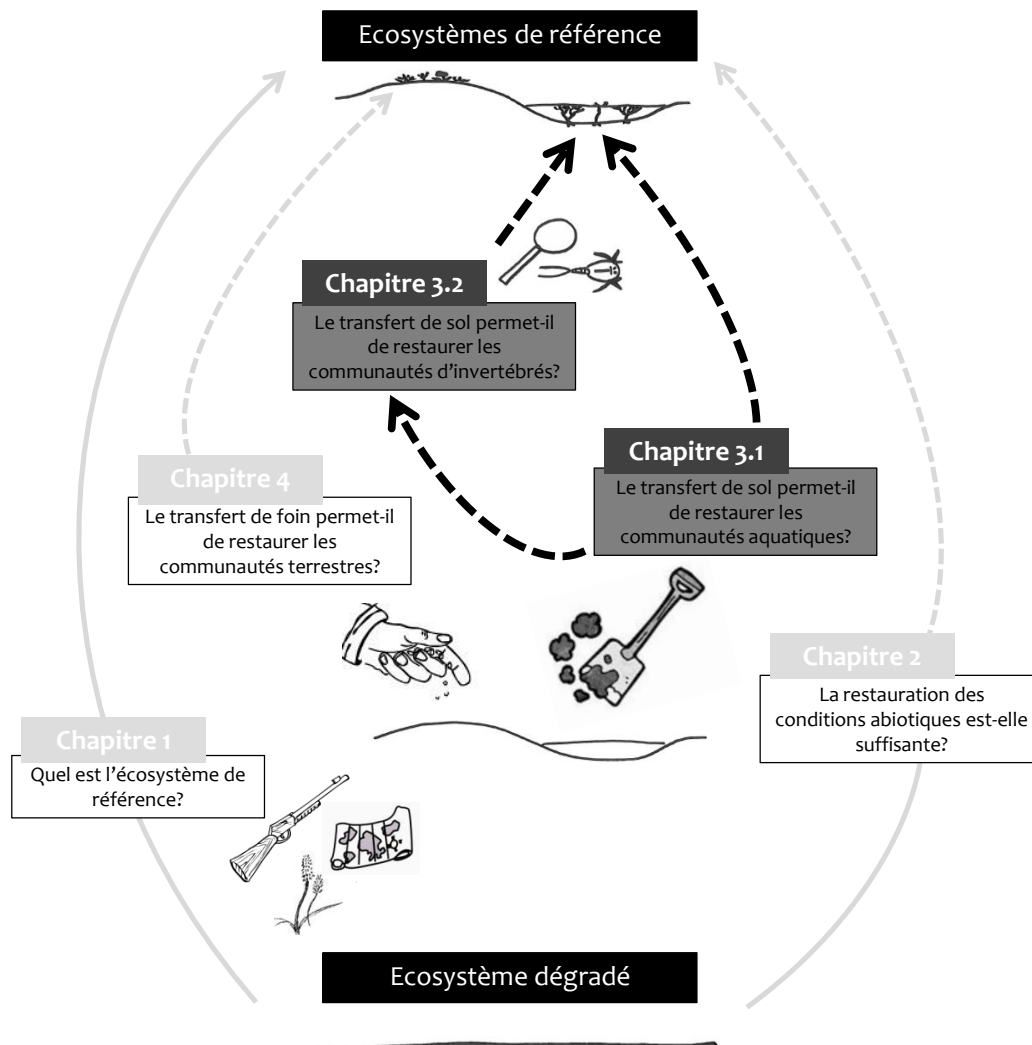 Ecosystèmes de référence
Chapitre 3.2
Le transfert de sol permet-il
de restaurer les
communautés d'invertébrés?
Chapitre 3.1
Le transfert de sol permet-il
de restaurer les
communautés aquatiques?
Chapitre 4
Le transfert de foin permet-il
de restaurer les
communautés terrestres?
Chapitre 2
La restauration des
conditions abiotiques est-elle
suffisante?
Chapitre 1
Quel est l'écosystème de
référence?
Ecosystème dégradé